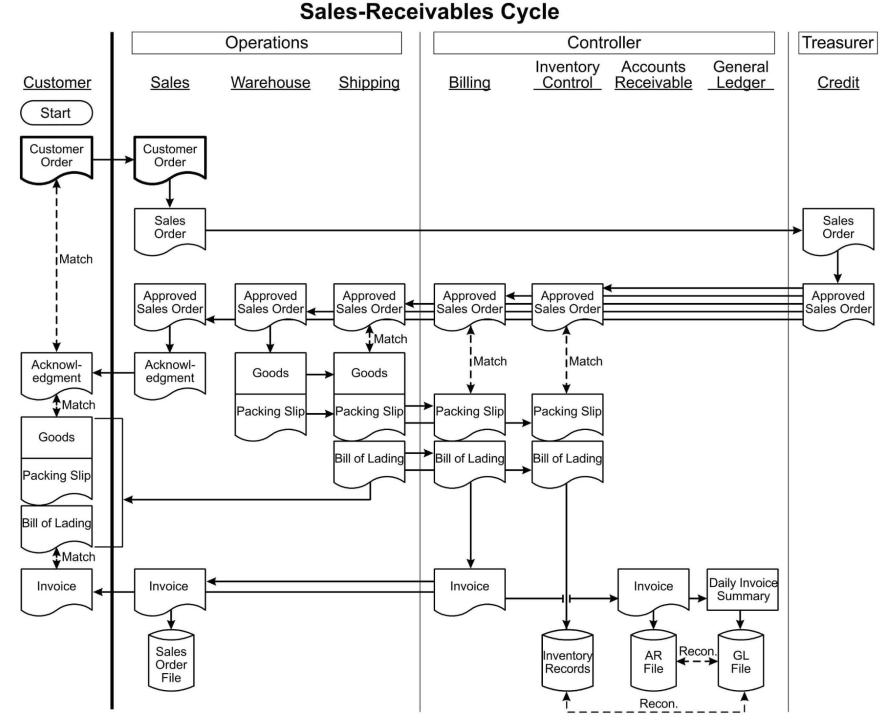 Sales-Receivables Cycle
Operations
Controller
Treasurer
Customer
Sales
Warehouse
Shipping
Billing
Inventory
Control
Accounts
Receivable
General
Ledger
Credit
Start
Customer
Order
Customer
Order
Sales
Order
Sales
Order
Match
Approved
Sales Order
Approved
Sales Order
Approved
Sales Order
Approved
Sales Order
Approved
Sales Order
Approved
Sales Order
Match
Match
Match
Acknowl-
edgment
Acknowl-
edgment
Goods
Goods
Match
Packing Slip
Packing Slip
Packing Slip
Packing Slip
Goods
Packing Slip
Bill of Lading
Bill of Lading
Bill of Lading
Bill of Lading
Match
Invoice
Invoice
Invoice
Invoice
Daily Invoice
Summary
Sales
Order
File
Inventory
Records
AR
File
Recon.
GL
File
Recon.